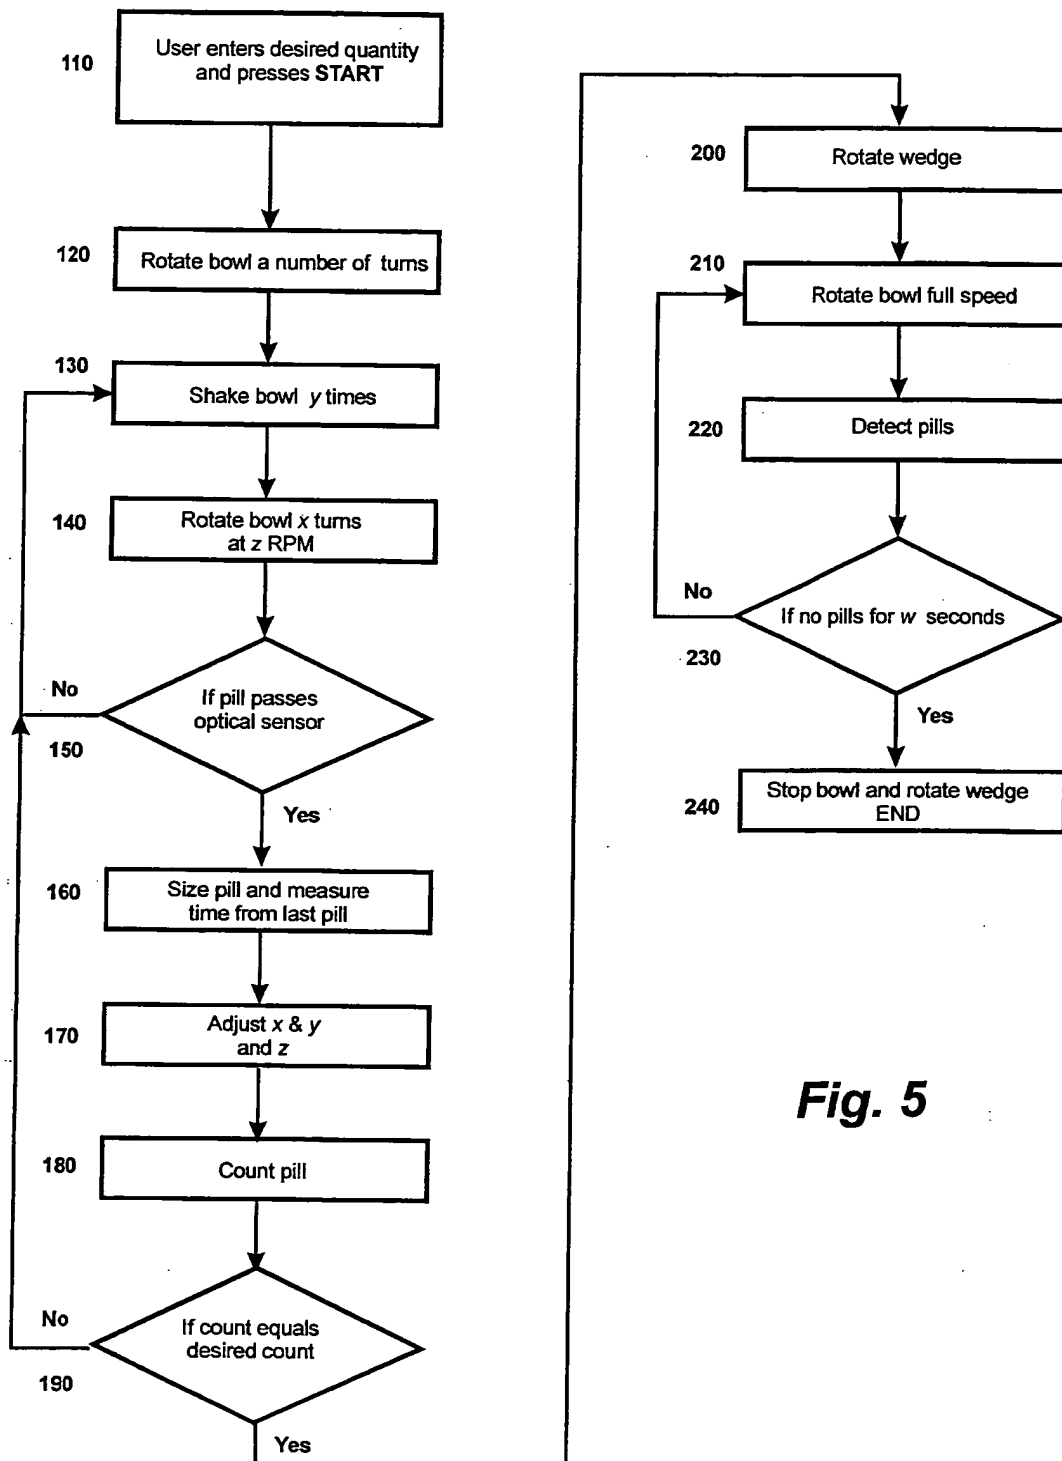 110
User enters desired quantity
and presses START
120
Rotate bowl a number of turns
130
Shake bowl y times
140
Rotate bowl x turns
at z RPM
No
If pill passes
optical sensor
150
Yes
160
Size pill and measure
time from last pill
170
Adjust x & y
and z
180
Count pill
No
If count equals
desired count
190
Yes
200
Rotate wedge
210
Rotate bowl full speed
220
Detect pills
No
If no pills for w seconds
230
Yes
240
Stop bowl and rotate wedge
END
Fig. 5